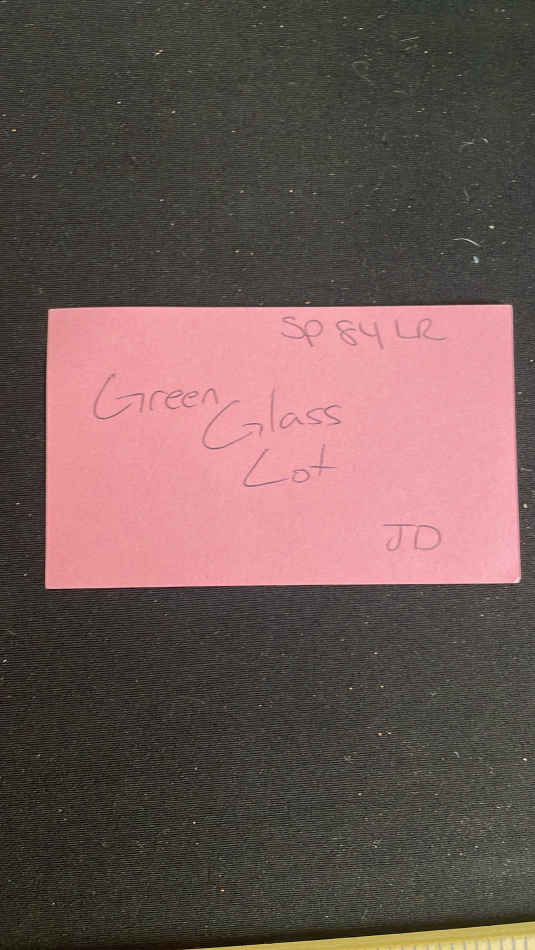 SP 84 LR
Green
Glass
Lot
JD